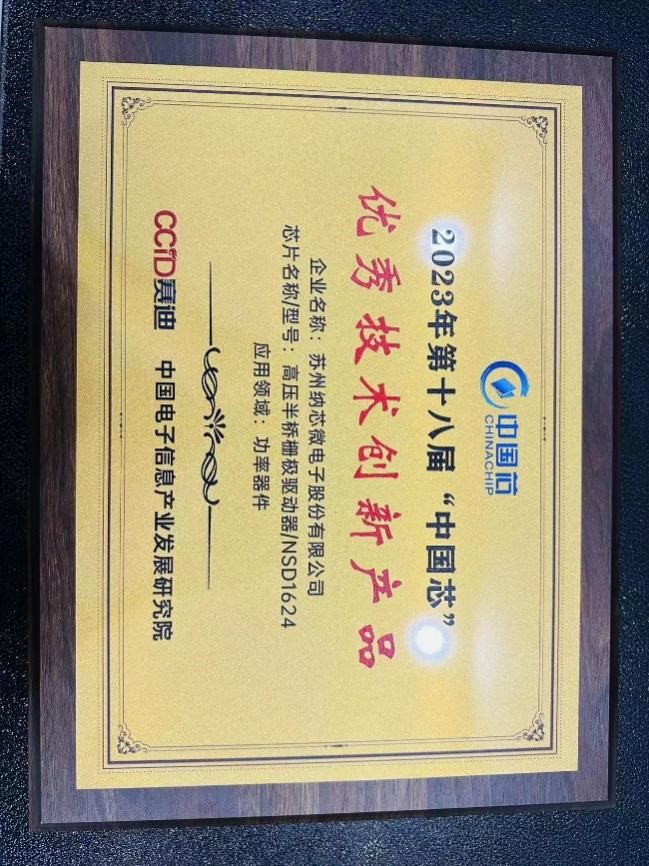 中国芯
CHINACHIP
2023年第十八届“中国芯”
优秀技术创新产品
企业名称：苏州纳芯微电子股份有限公司
芯片名称/型号：高压半桥栅极驱动器/NSD1624
应用领域：功率器件
CCID赛迪 中国电子信息产业发展研究院